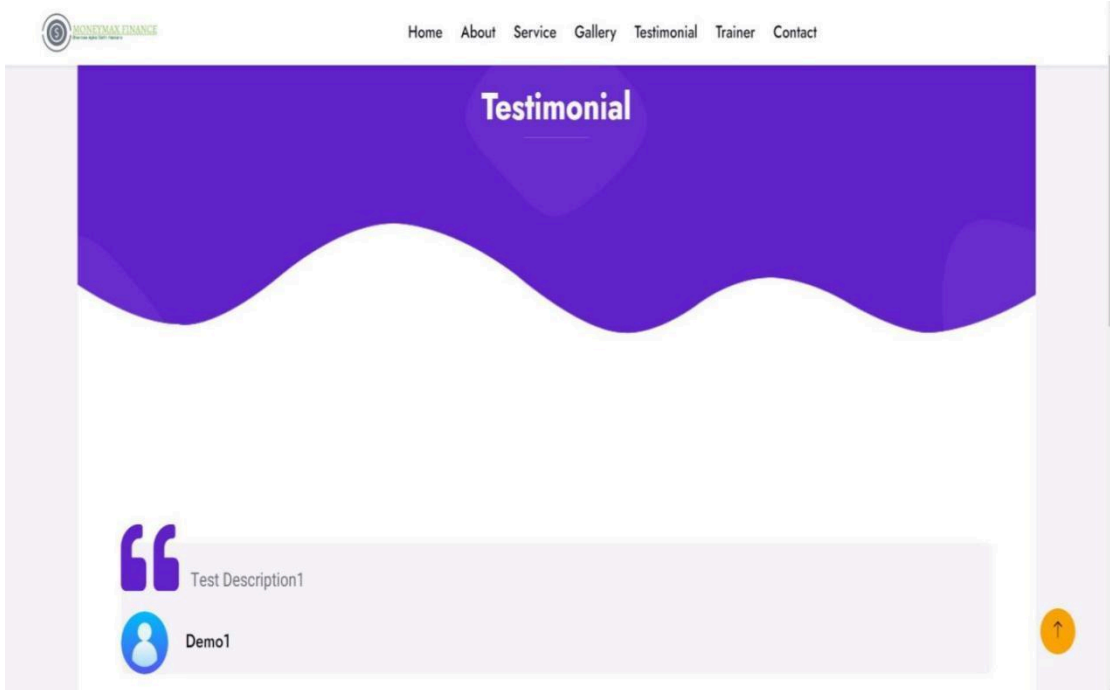 MONEYMAX FINANCE
Home About Service Gallery Testimonial Trainer Contact
Testimonial
Test Description1
Demo1